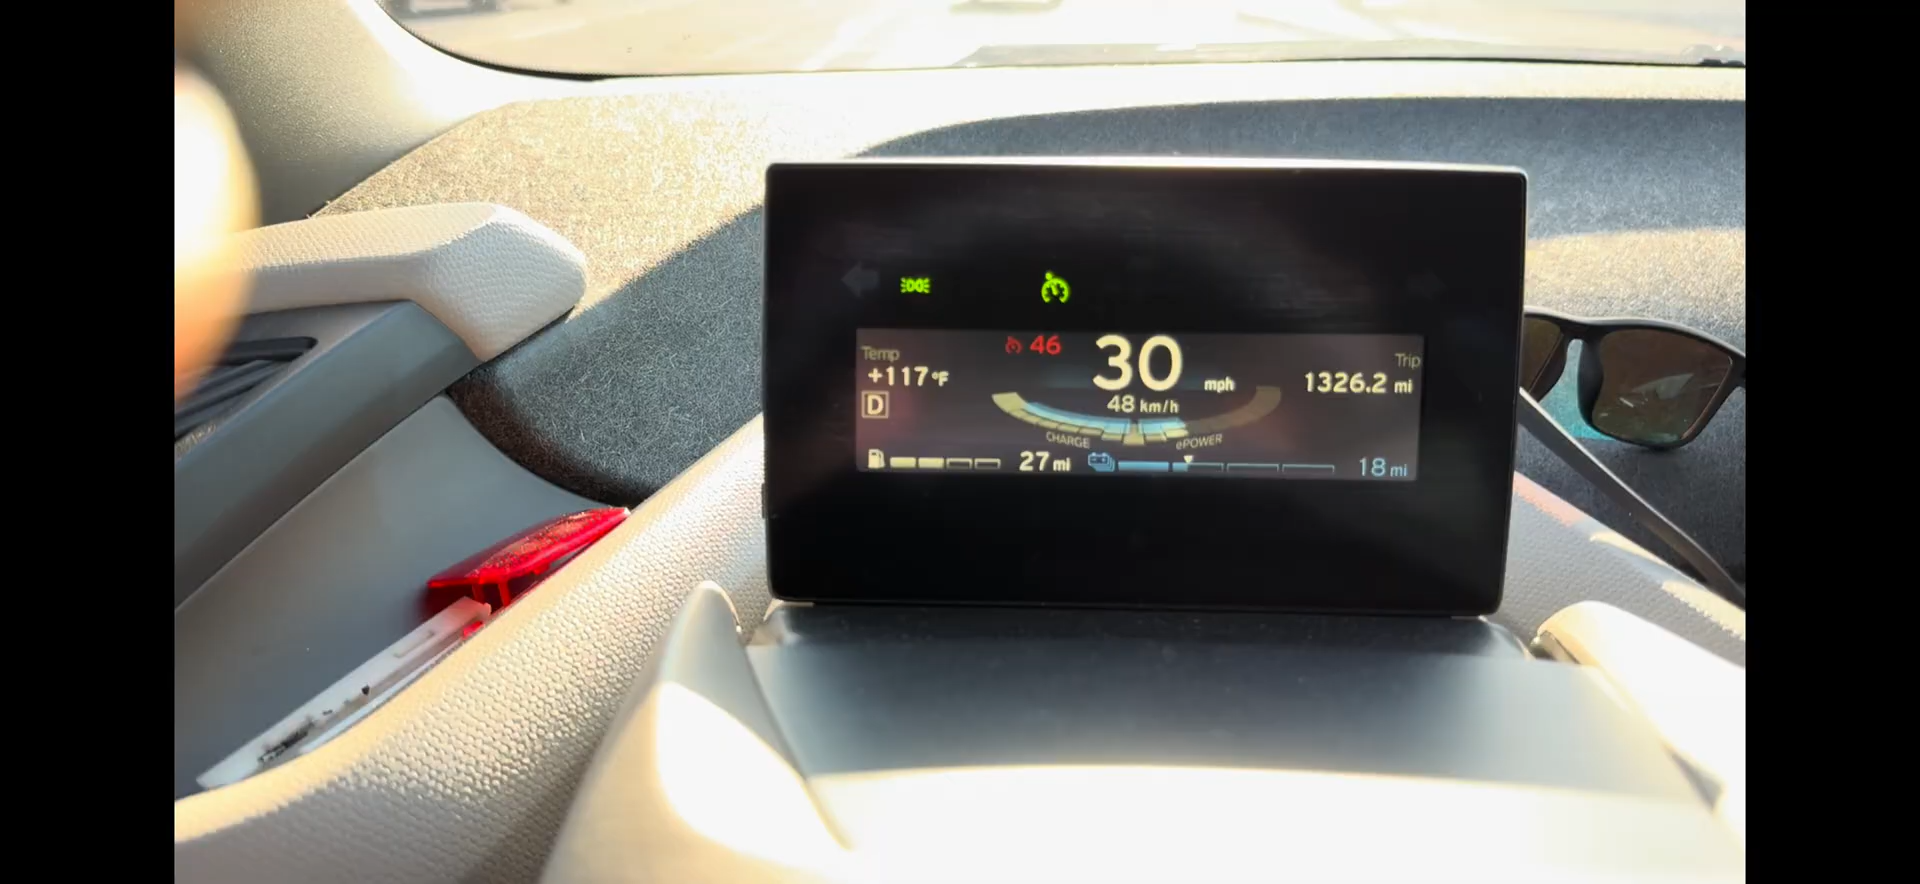 46
30 mph
48 km/h
Temp
+117°F
D
Trip
1326.2 mi
CHARGE
ePOWER
27 mi
18 mi